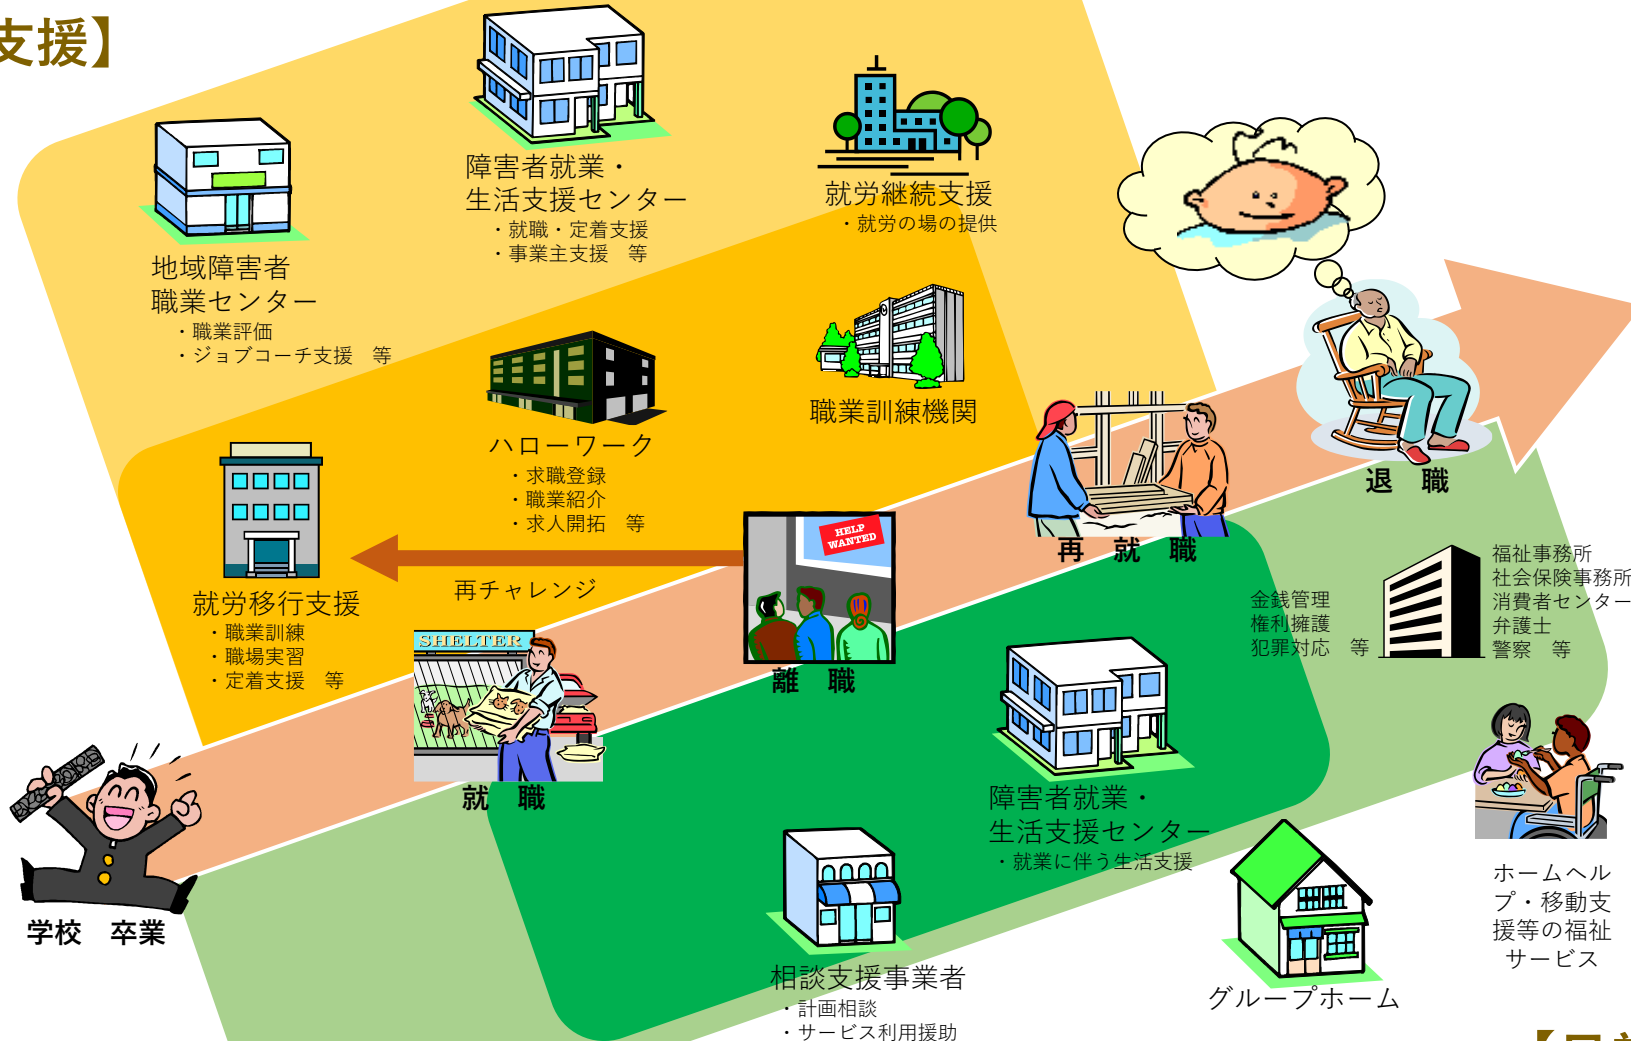 支援】
障害者就業・
生活支援センター
・就職・定着支援
・事業主支援　等
就労継続支援
・就労の場の提供
地域障害者
職業センター
・職業評価
・ジョブコーチ支援　等
ハローワーク
・求職登録
・職業紹介
・求人開拓　等
職業訓練機関
就労移行支援
・職業訓練
・職場実習
・定着支援　等
再チャレンジ
HELP
WANTED
離　職
SHELTER
就　職
学校　卒業
再　就　職
退　職
金銭管理
権利擁護
犯罪対応　等
福祉事務所
社会保険事務所
消費者センター
弁護士
警察　等
障害者就業・
生活支援センター
・就業に伴う生活支援
相談支援事業者
・計画相談
・サービス利用援助
グループホーム
ホームヘル
プ・移動支
援等の福祉
サービス